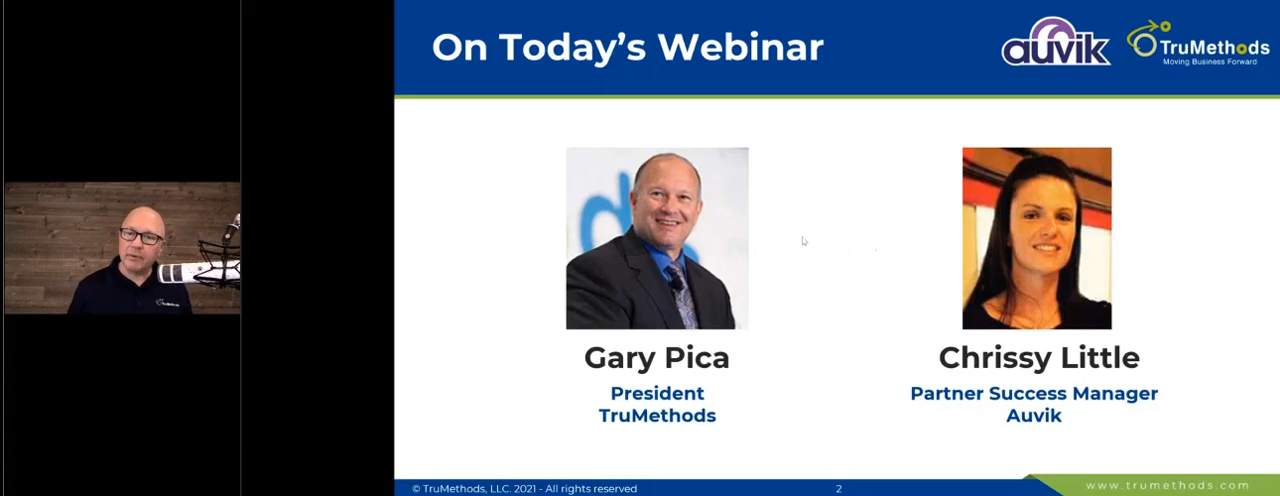 On Today's Webinar
auvik
TruMethods
Moving Business Forward
Gary Pica
President
TruMethods
Chrissy Little
Partner Success Manager
Auvik
© TruMethods, LLC. 2021 - All rights reserved
2
www.trumethods.com